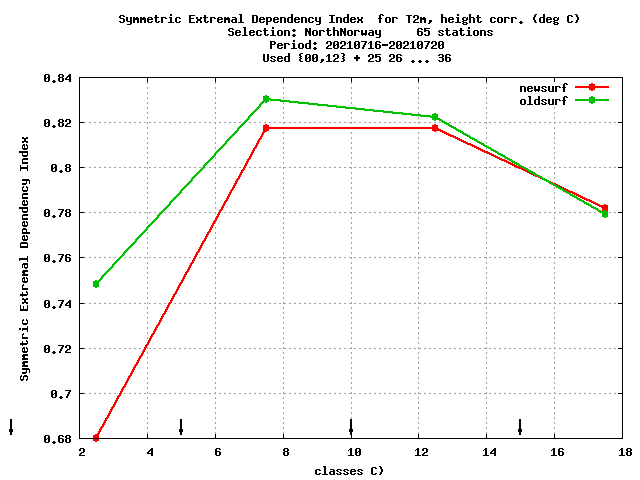 Symmetric Extremal Dependency Index  for T2m, height corr. (deg C)
Selection: NorthNorway     65 stations
Period: 20210716-20210720
Used {00,12} + 25 26 ... 36
newsurf
oldsurf
Symmetric Extremal Dependency Index
0.84
0.82
0.8
0.78
0.76
0.74
0.72
0.7
0.68
2 4 6 8 10 12 14 16 18
classes C)